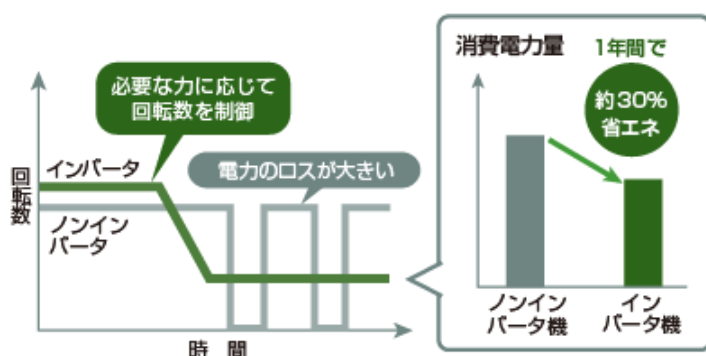 必要な力に応じて
回転数を制御
インバータ
電力のロスが大きい
ノンイン
バータ
回転数
時 間
消費電力量
1年間で
約30%
省エネ
ノンイン
バータ機
イン
バータ機